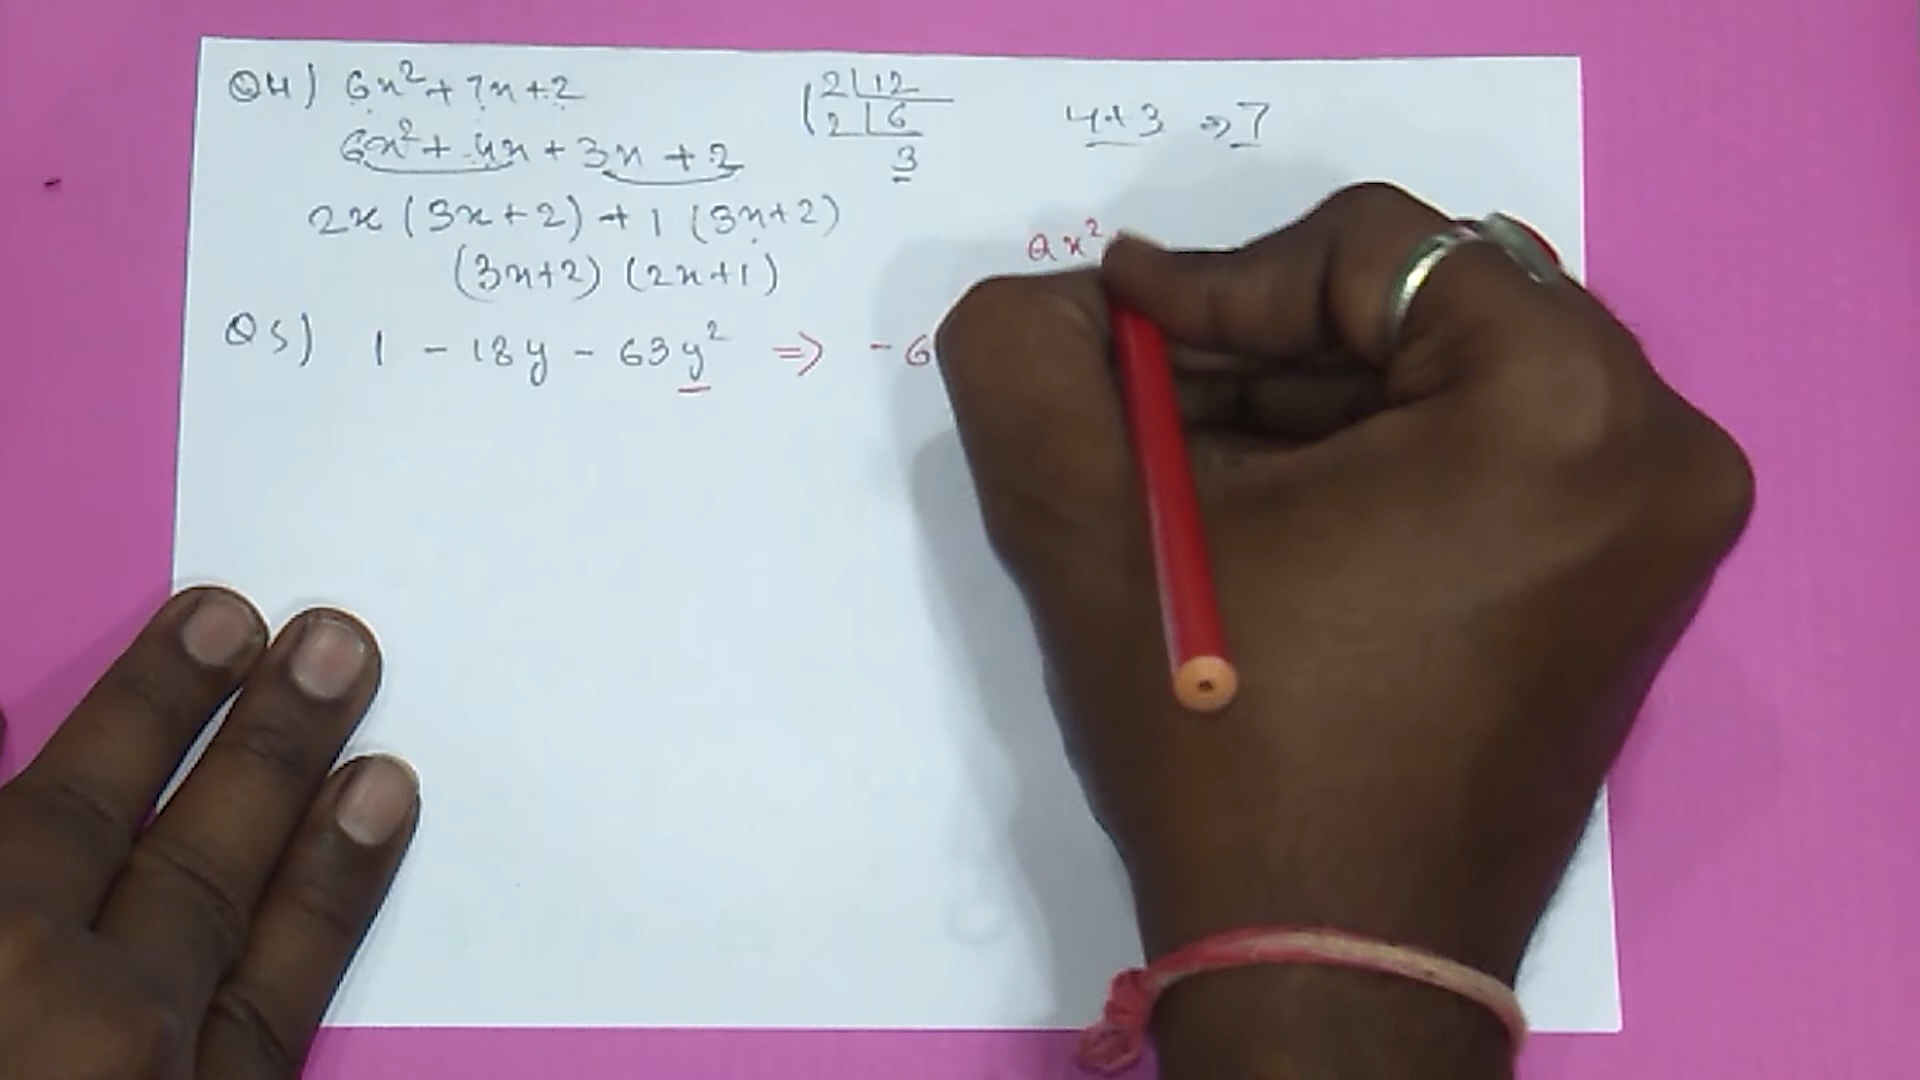 Q4) 6x²+7x+2
6x²+4x+3x+2
2x(3x+2)+1(3x+2)
(3x+2)(2x+1)
2|12
2|6
3
4+3 ⇒ 7
ax²
Q5) 1 - 18y - 63y² ⇒ -6